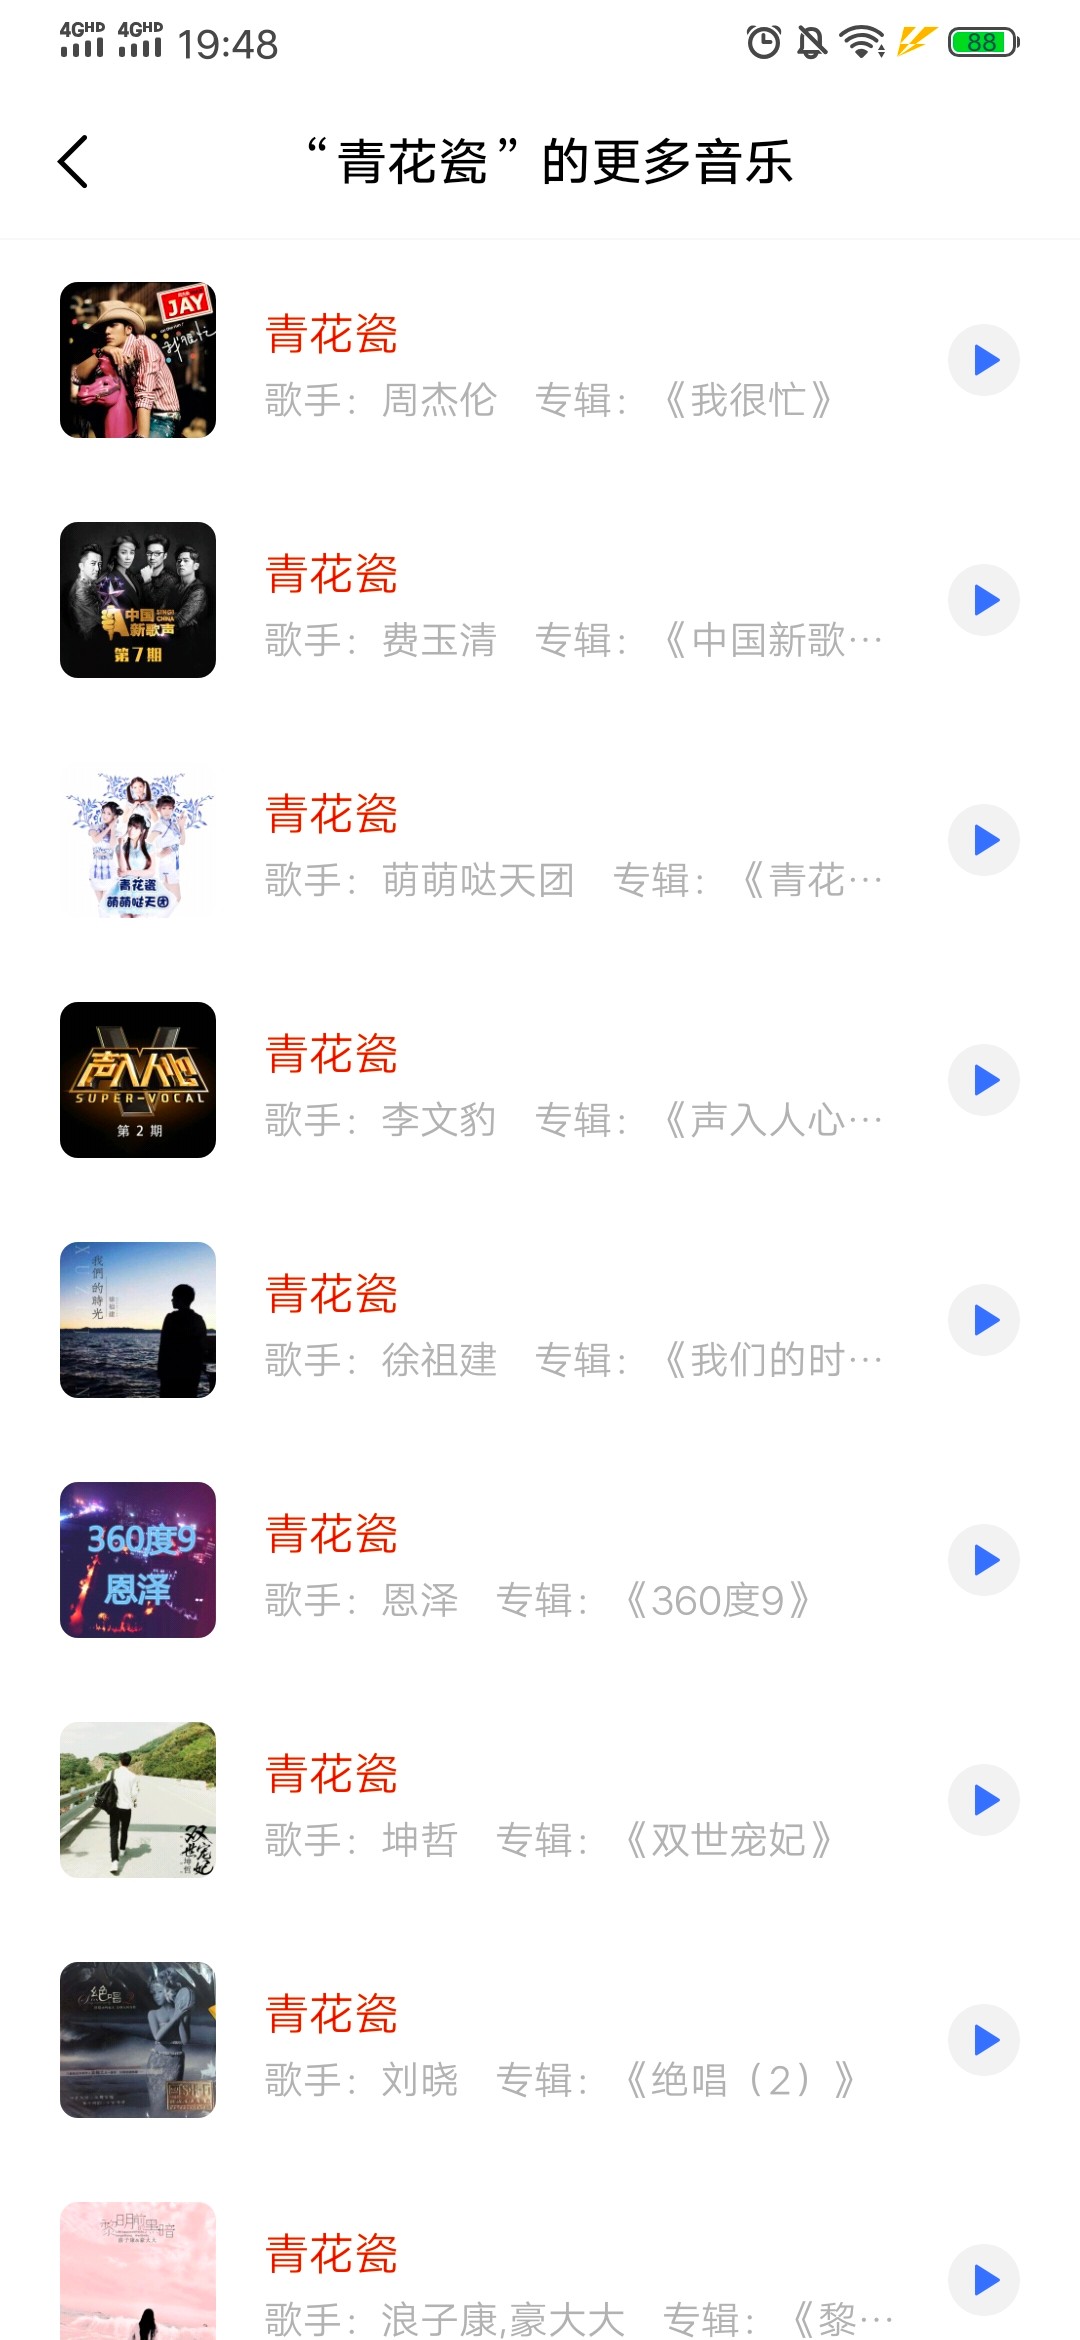 4GHD 4GHD 19:48 88
“青花瓷”的更多音乐
JAY
我很忙
青花瓷
歌手：周杰伦 专辑：《我很忙》
中国
新歌声
SING!
CHINA
第7期
青花瓷
歌手：费玉清 专辑：《中国新歌…
青花瓷
萌萌哒天团
青花瓷
歌手：萌萌哒天团 专辑：《青花…
声入人心
SUPER-VOCAL
第2期
青花瓷
歌手：李文豹 专辑：《声入人心…
我們的時光
青花瓷
歌手：徐祖建 专辑：《我们的时…
360度9
恩泽
青花瓷
歌手：恩泽 专辑：《360度9》
双世宠妃
坤哲
青花瓷
歌手：坤哲 专辑：《双世宠妃》
絕唱
青花瓷
歌手：刘晓 专辑：《绝唱（2）》
黎明前黑暗
青花瓷
歌手：浪子康,豪大大 专辑：《黎…